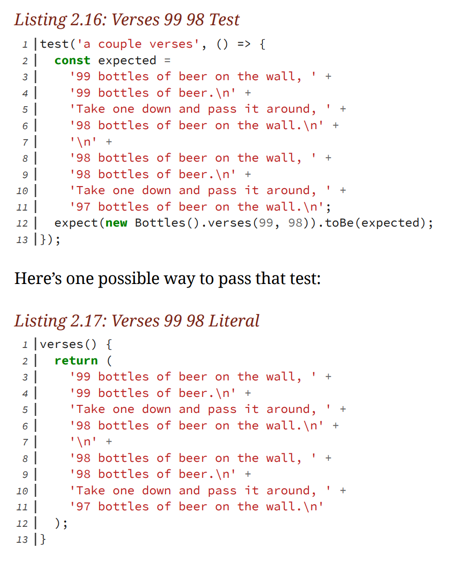 Listing 2.16: Verses 99 98 Test
1 |test('a couple verses', () => {
2 |  const expected =
3 |    '99 bottles of beer on the wall, ' +
4 |    '99 bottles of beer.\n' +
5 |    'Take one down and pass it around, ' +
6 |    '98 bottles of beer on the wall.\n' +
7 |    '\n' +
8 |    '98 bottles of beer on the wall, ' +
9 |    '98 bottles of beer.\n' +
10 |    'Take one down and pass it around, ' +
11 |    '97 bottles of beer on the wall.\n';
12 |  expect(new Bottles().verses(99, 98)).toBe(expected);
13 |});
Here’s one possible way to pass that test:
Listing 2.17: Verses 99 98 Literal
1 |verses() {
2 |  return (
3 |    '99 bottles of beer on the wall, ' +
4 |    '99 bottles of beer.\n' +
5 |    'Take one down and pass it around, ' +
6 |    '98 bottles of beer on the wall.\n' +
7 |    '\n' +
8 |    '98 bottles of beer on the wall, ' +
9 |    '98 bottles of beer.\n' +
10 |    'Take one down and pass it around, ' +
11 |    '97 bottles of beer on the wall.\n'
12 |  );
13 |}